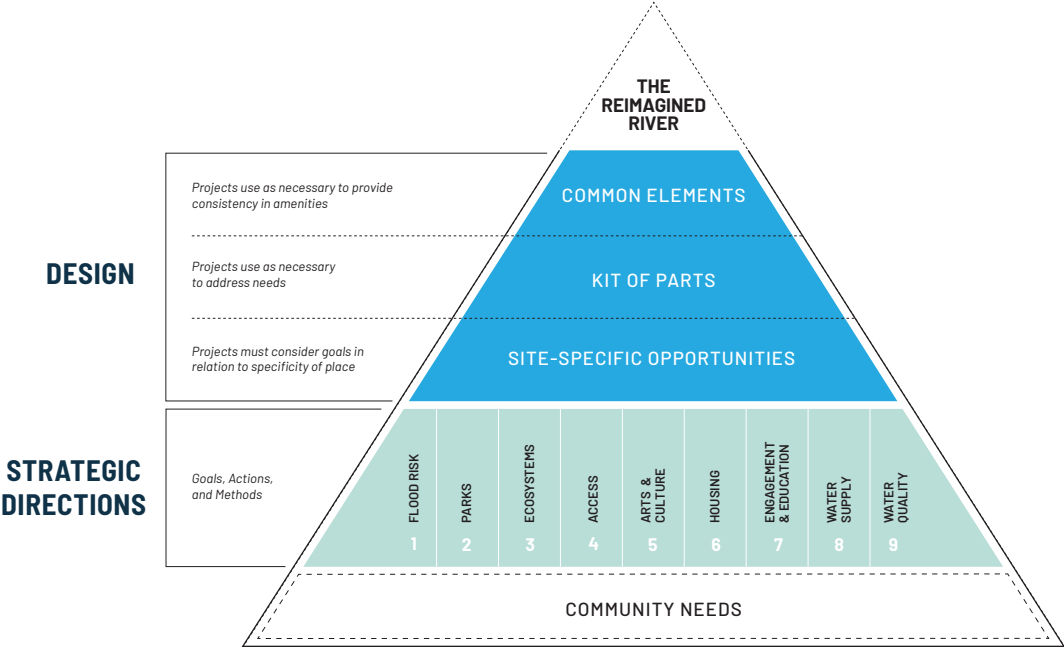 THE
REIMAGINED
RIVER
Projects use as necessary to provide
consistency in amenities
COMMON ELEMENTS
DESIGN
Projects use as necessary
to address needs
KIT OF PARTS
Projects must consider goals in
relation to specificity of place
SITE-SPECIFIC OPPORTUNITIES
STRATEGIC
DIRECTIONS
Goals, Actions,
and Methods
FLOOD RISK
1
PARKS
2
ECOSYSTEMS
3
ACCESS
4
ARTS &
CULTURE
5
HOUSING
6
ENGAGEMENT
& EDUCATION
7
WATER
SUPPLY
8
WATER
QUALITY
9
COMMUNITY NEEDS